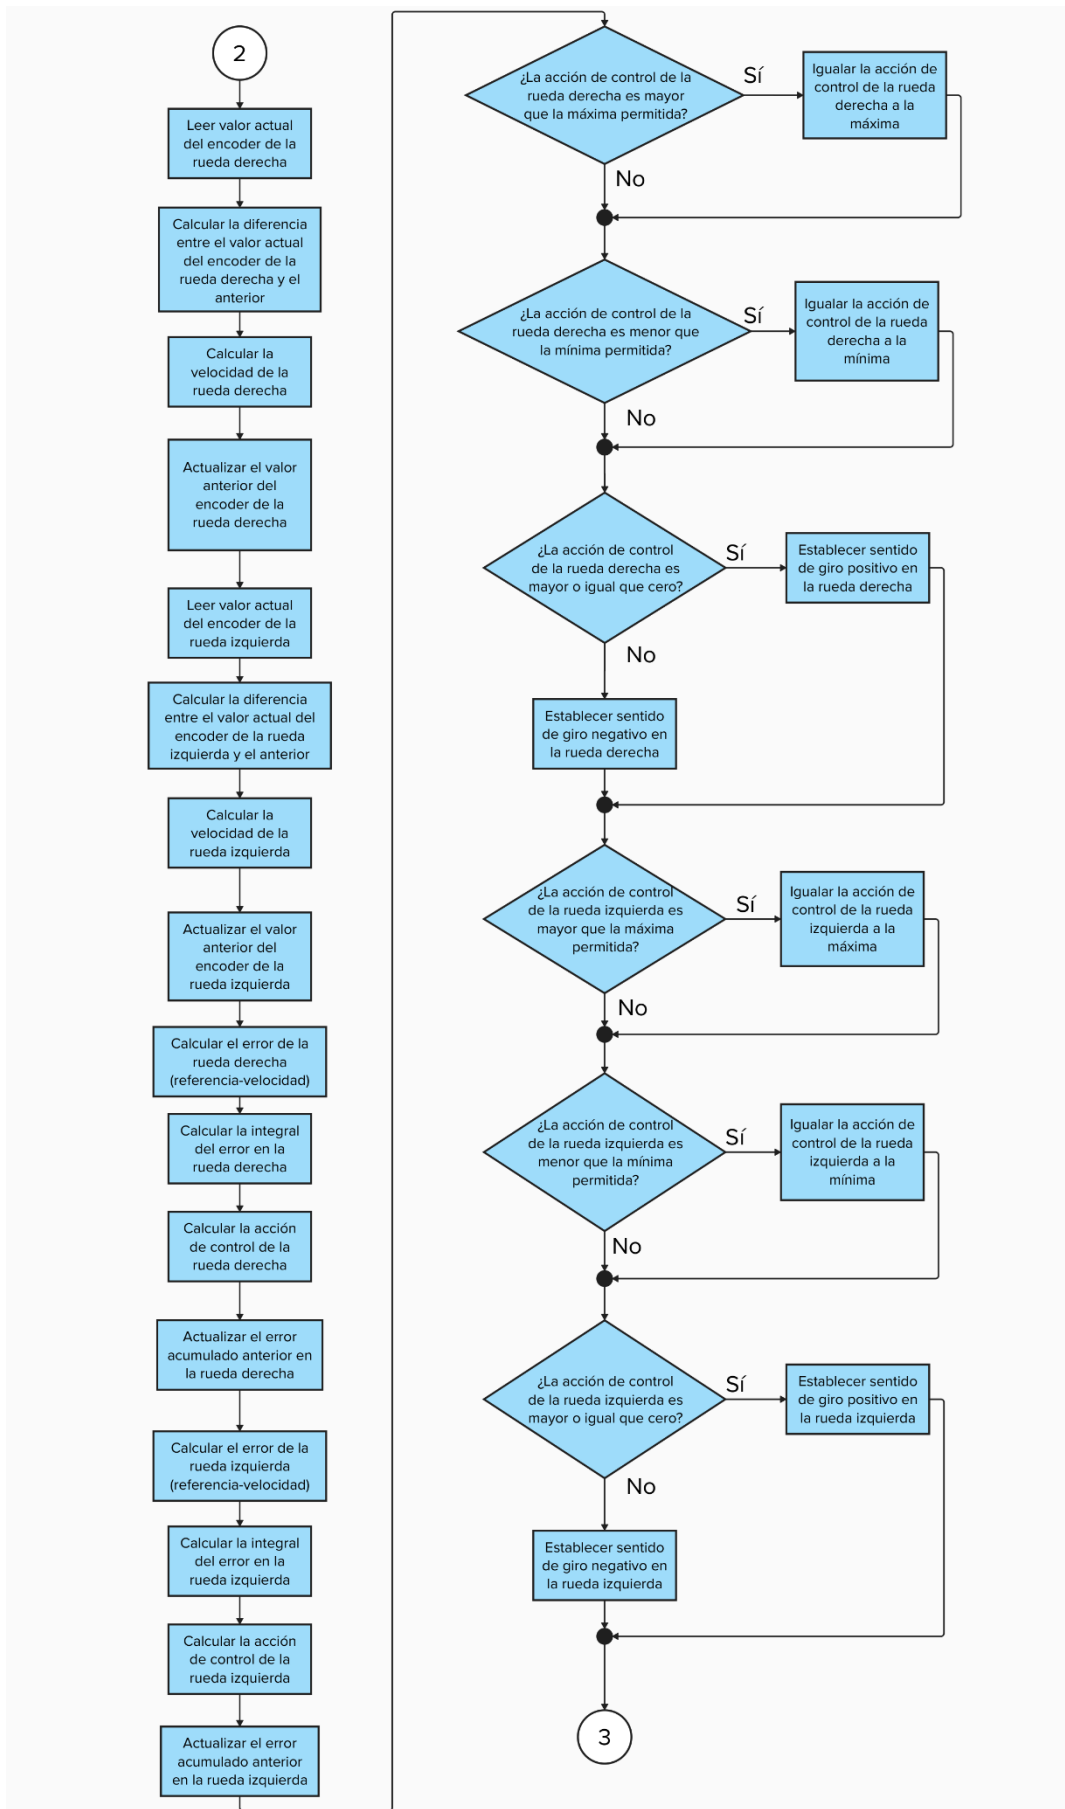 2
Leer valor actual
del encoder de la
rueda derecha
Calcular la diferencia
entre el valor actual
del encoder de la
rueda derecha y el
anterior
Calcular la
velocidad de la
rueda derecha
Actualizar el valor
anterior del
encoder de la
rueda derecha
Leer valor actual
del encoder de la
rueda izquierda
Calcular la diferencia
entre el valor actual del
encoder de la rueda
izquierda y el anterior
Calcular la
velocidad de la
rueda izquierda
Actualizar el valor
anterior del
encoder de la
rueda izquierda
Calcular el error de la
rueda derecha
(referencia-velocidad)
Calcular la integral
del error en la
rueda derecha
Calcular la acción
de control de la
rueda derecha
Actualizar el error
acumulado anterior en
la rueda derecha
Calcular el error de la
rueda izquierda
(referencia-velocidad)
Calcular la integral
del error en la
rueda izquierda
Calcular la acción
de control de la
rueda izquierda
Actualizar el error
acumulado anterior
en la rueda izquierda
¿La acción de control de la
rueda derecha es mayor
que la máxima permitida?
Sí
Igualar la acción de
control de la rueda
derecha a la
máxima
No
¿La acción de control de la
rueda derecha es menor que
la mínima permitida?
Sí
Igualar la acción de
control de la rueda
derecha a la
mínima
No
¿La acción de control
de la rueda derecha es
mayor o igual que cero?
Sí
Establecer sentido
de giro positivo en
la rueda derecha
No
Establecer sentido
de giro negativo en
la rueda derecha
¿La acción de control
de la rueda izquierda es
mayor que la máxima
permitida?
Sí
Igualar la acción de
control de la rueda
izquierda a la
máxima
No
¿La acción de control
de la rueda izquierda es
menor que la mínima
permitida?
Sí
Igualar la acción de
control de la rueda
izquierda a la
mínima
No
¿La acción de control
de la rueda izquierda es
mayor o igual que cero?
Sí
Establecer sentido
de giro positivo en
la rueda izquierda
No
Establecer sentido
de giro negativo en
la rueda izquierda
3